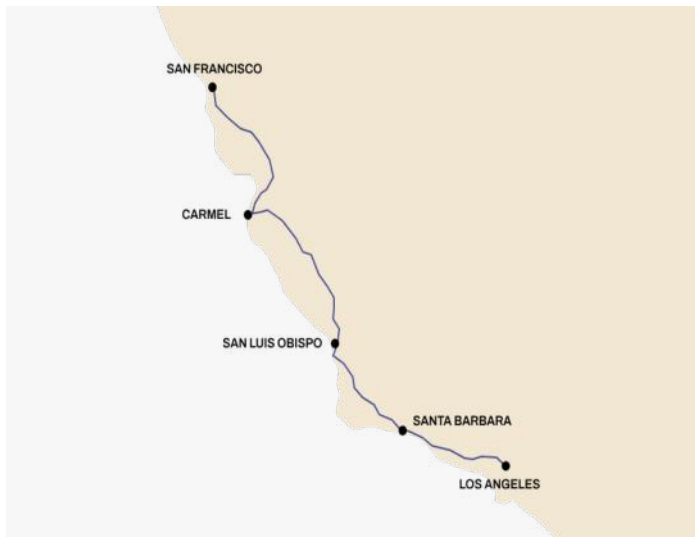 SAN FRANCISCO
CARMEL
SAN LUIS OBISPO
SANTA BARBARA
LOS ANGELES